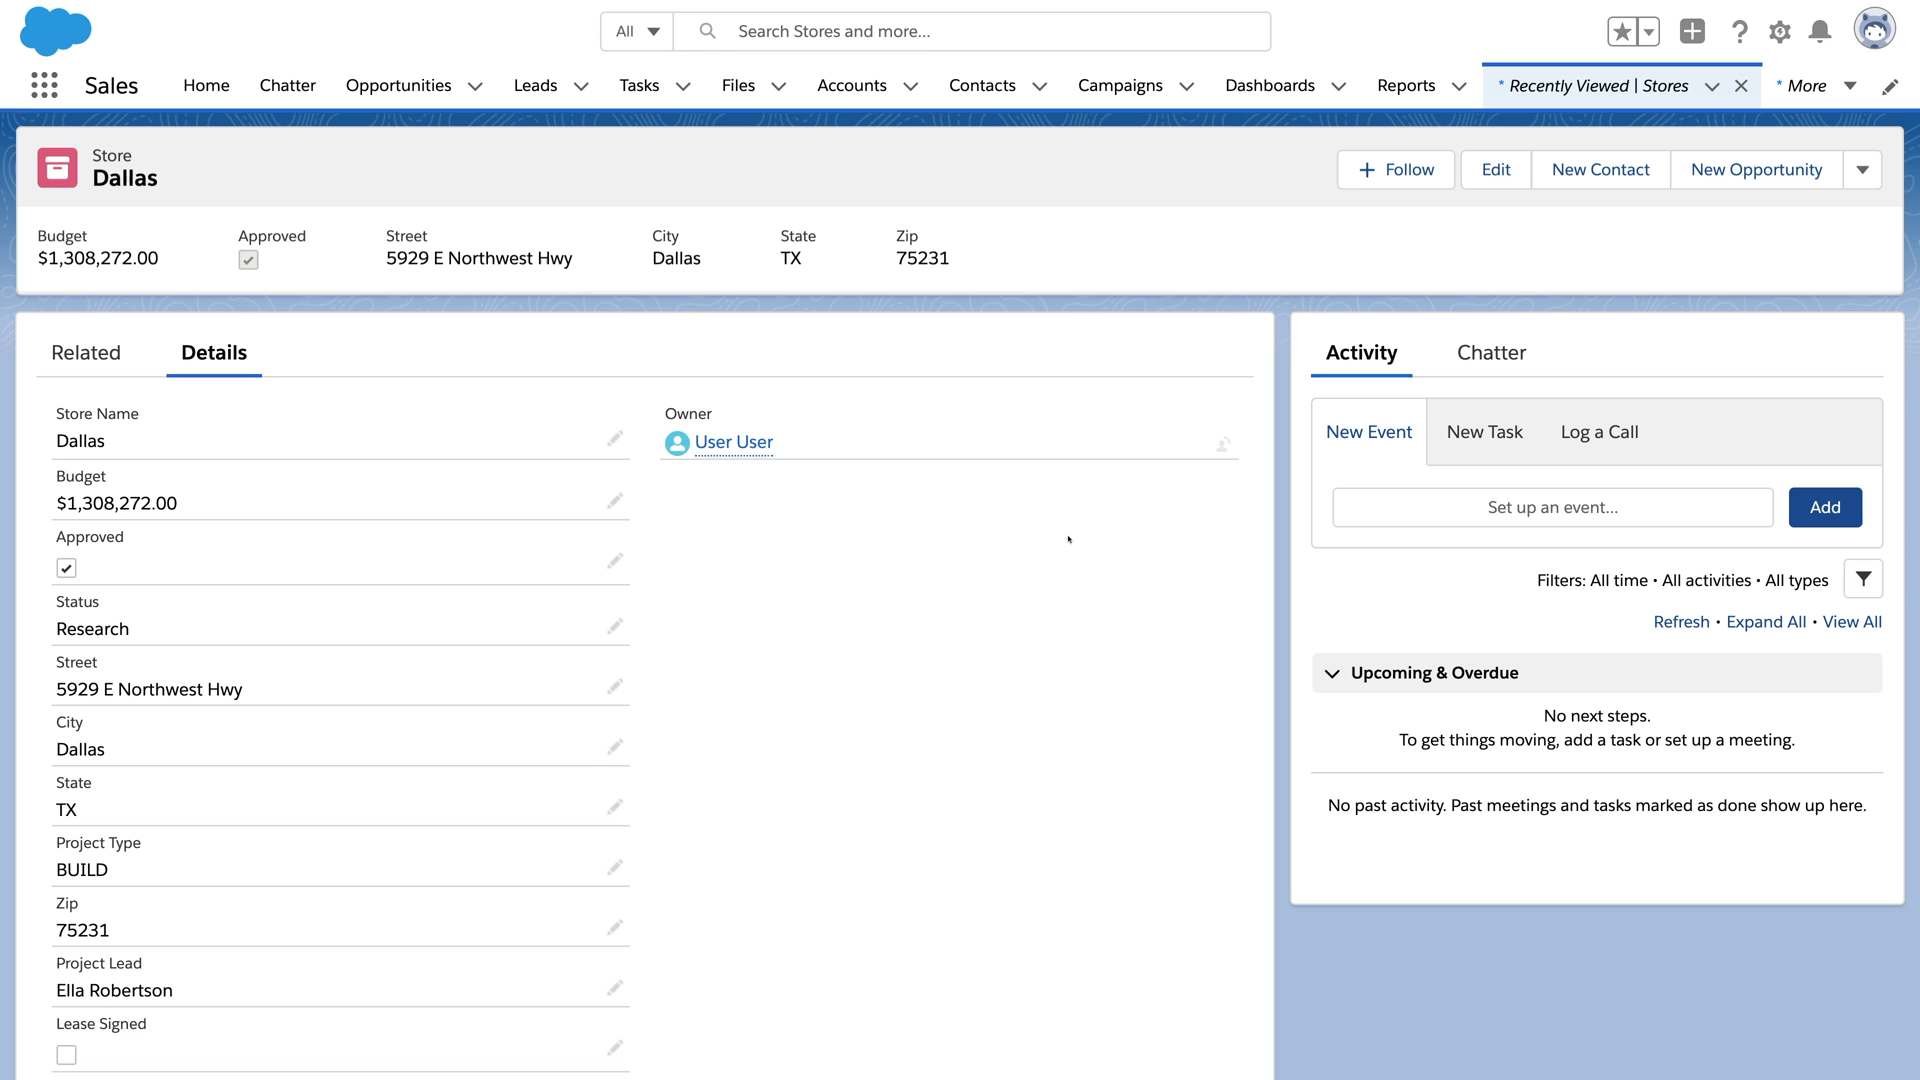 All
Search Stores and more...
Sales
Home
Chatter
Opportunities
Leads
Tasks
Files
Accounts
Contacts
Campaigns
Dashboards
Reports
* Recently Viewed | Stores
* More
Store
Dallas
Follow
Edit
New Contact
New Opportunity
Budget
$1,308,272.00
Approved
Street
5929 E Northwest Hwy
City
Dallas
State
TX
Zip
75231
Related
Details
Store Name
Dallas
Owner
User User
Budget
$1,308,272.00
Approved
Status
Research
Street
5929 E Northwest Hwy
City
Dallas
State
TX
Project Type
BUILD
Zip
75231
Project Lead
Ella Robertson
Lease Signed
Activity
Chatter
New Event
New Task
Log a Call
Set up an event...
Add
Filters: All time • All activities • All types
Refresh • Expand All • View All
Upcoming & Overdue
No next steps.
To get things moving, add a task or set up a meeting.
No past activity. Past meetings and tasks marked as done show up here.